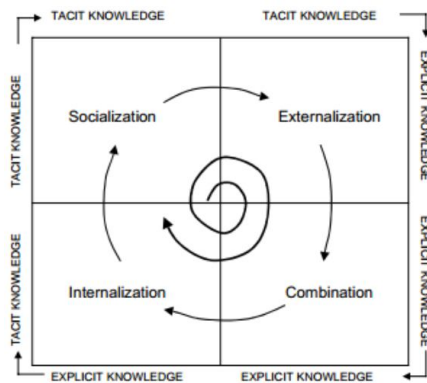 TACIT KNOWLEDGE
TACIT KNOWLEDGE
TACIT KNOWLEDGE
EXPLICIT KNOWLEDGE
Socialization
Externalization
TACIT KNOWLEDGE
EXPLICIT KNOWLEDGE
Internalization
Combination
EXPLICIT KNOWLEDGE
EXPLICIT KNOWLEDGE